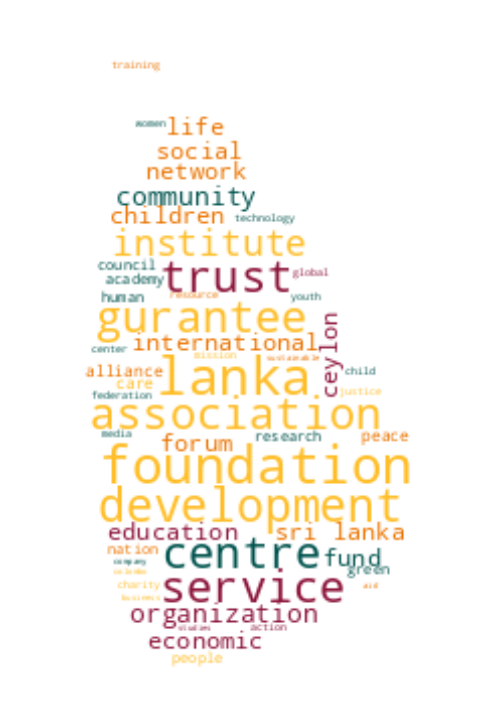 training
women life
social
network
community
children technology
institute
council trust global
academy
human resource youth
gurantee
international ceylon
center mission sustainable
alliance lanka child
care justice
federation
association
media forum research peace
foundation
development
education sri lanka
nation centre fund
company green
colombo
charity service aid
business
organization
studies action
economic
people